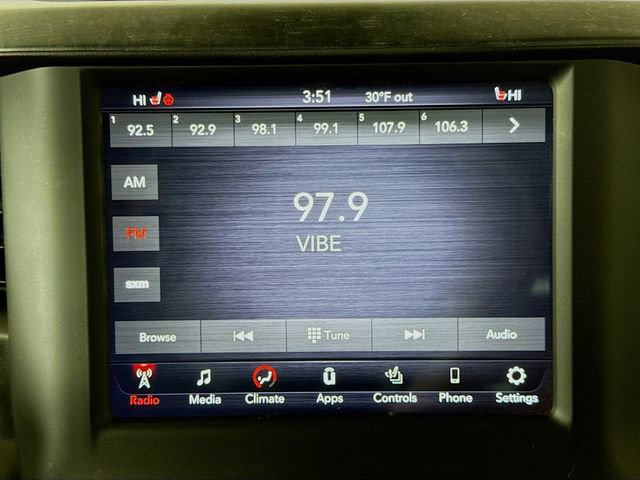 HI 3:51 30°F out HI
1 92.5 2 92.9 3 98.1 4 99.1 5 107.9 6 106.3
AM
97.9
FM
VIBE
sxm
Browse Tune Audio
Radio Media Climate Apps Controls Phone Settings